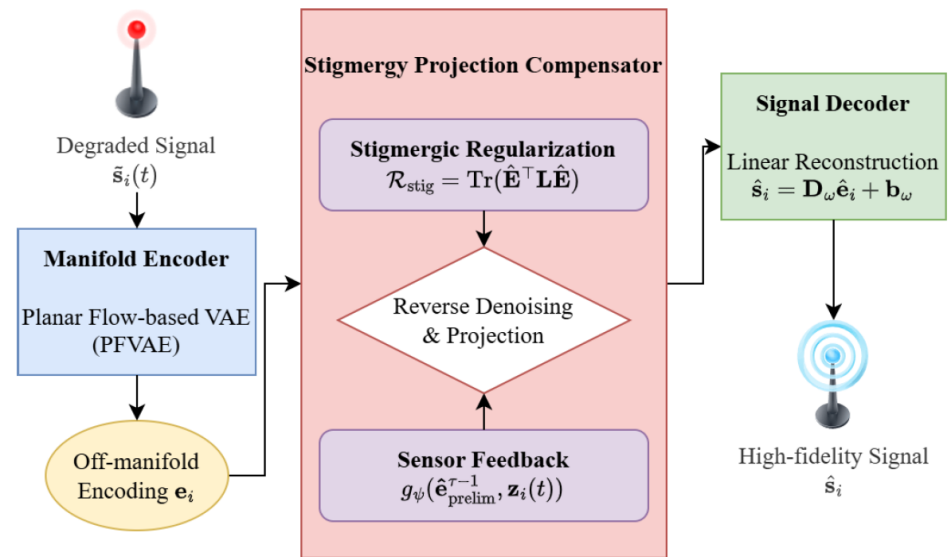 Degraded Signal
s̃ᵢ(t)
Manifold Encoder
Planar Flow-based VAE
(PFVAE)
Off-manifold
Encoding eᵢ
Stigmergy Projection Compensator
Stigmergic Regularization
ℛ_stig = Tr(Ê^⊤LÊ)
Reverse Denoising
& Projection
Sensor Feedback
g_ψ(ê^{τ−1}_{prelim}, zᵢ(t))
Signal Decoder
Linear Reconstruction
ŝᵢ = D_ω êᵢ + b_ω
High-fidelity Signal
ŝᵢ